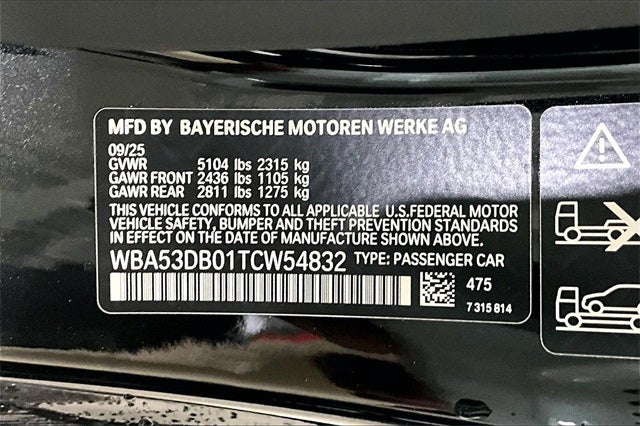 MFD BY BAYERISCHE MOTOREN WERKE AG
09/25
GVWR 5104 lbs 2315 kg
GAWR FRONT 2436 lbs 1105 kg
GAWR REAR 2811 lbs 1275 kg
THIS VEHICLE CONFORMS TO ALL APPLICABLE U.S.FEDERAL MOTOR
VEHICLE SAFETY, BUMPER AND THEFT PREVENTION STANDARDS
IN EFFECT ON THE DATE OF MANUFACTURE SHOWN ABOVE.
WBA53DB01TCW54832 TYPE: PASSENGER CAR
475
7 315 814